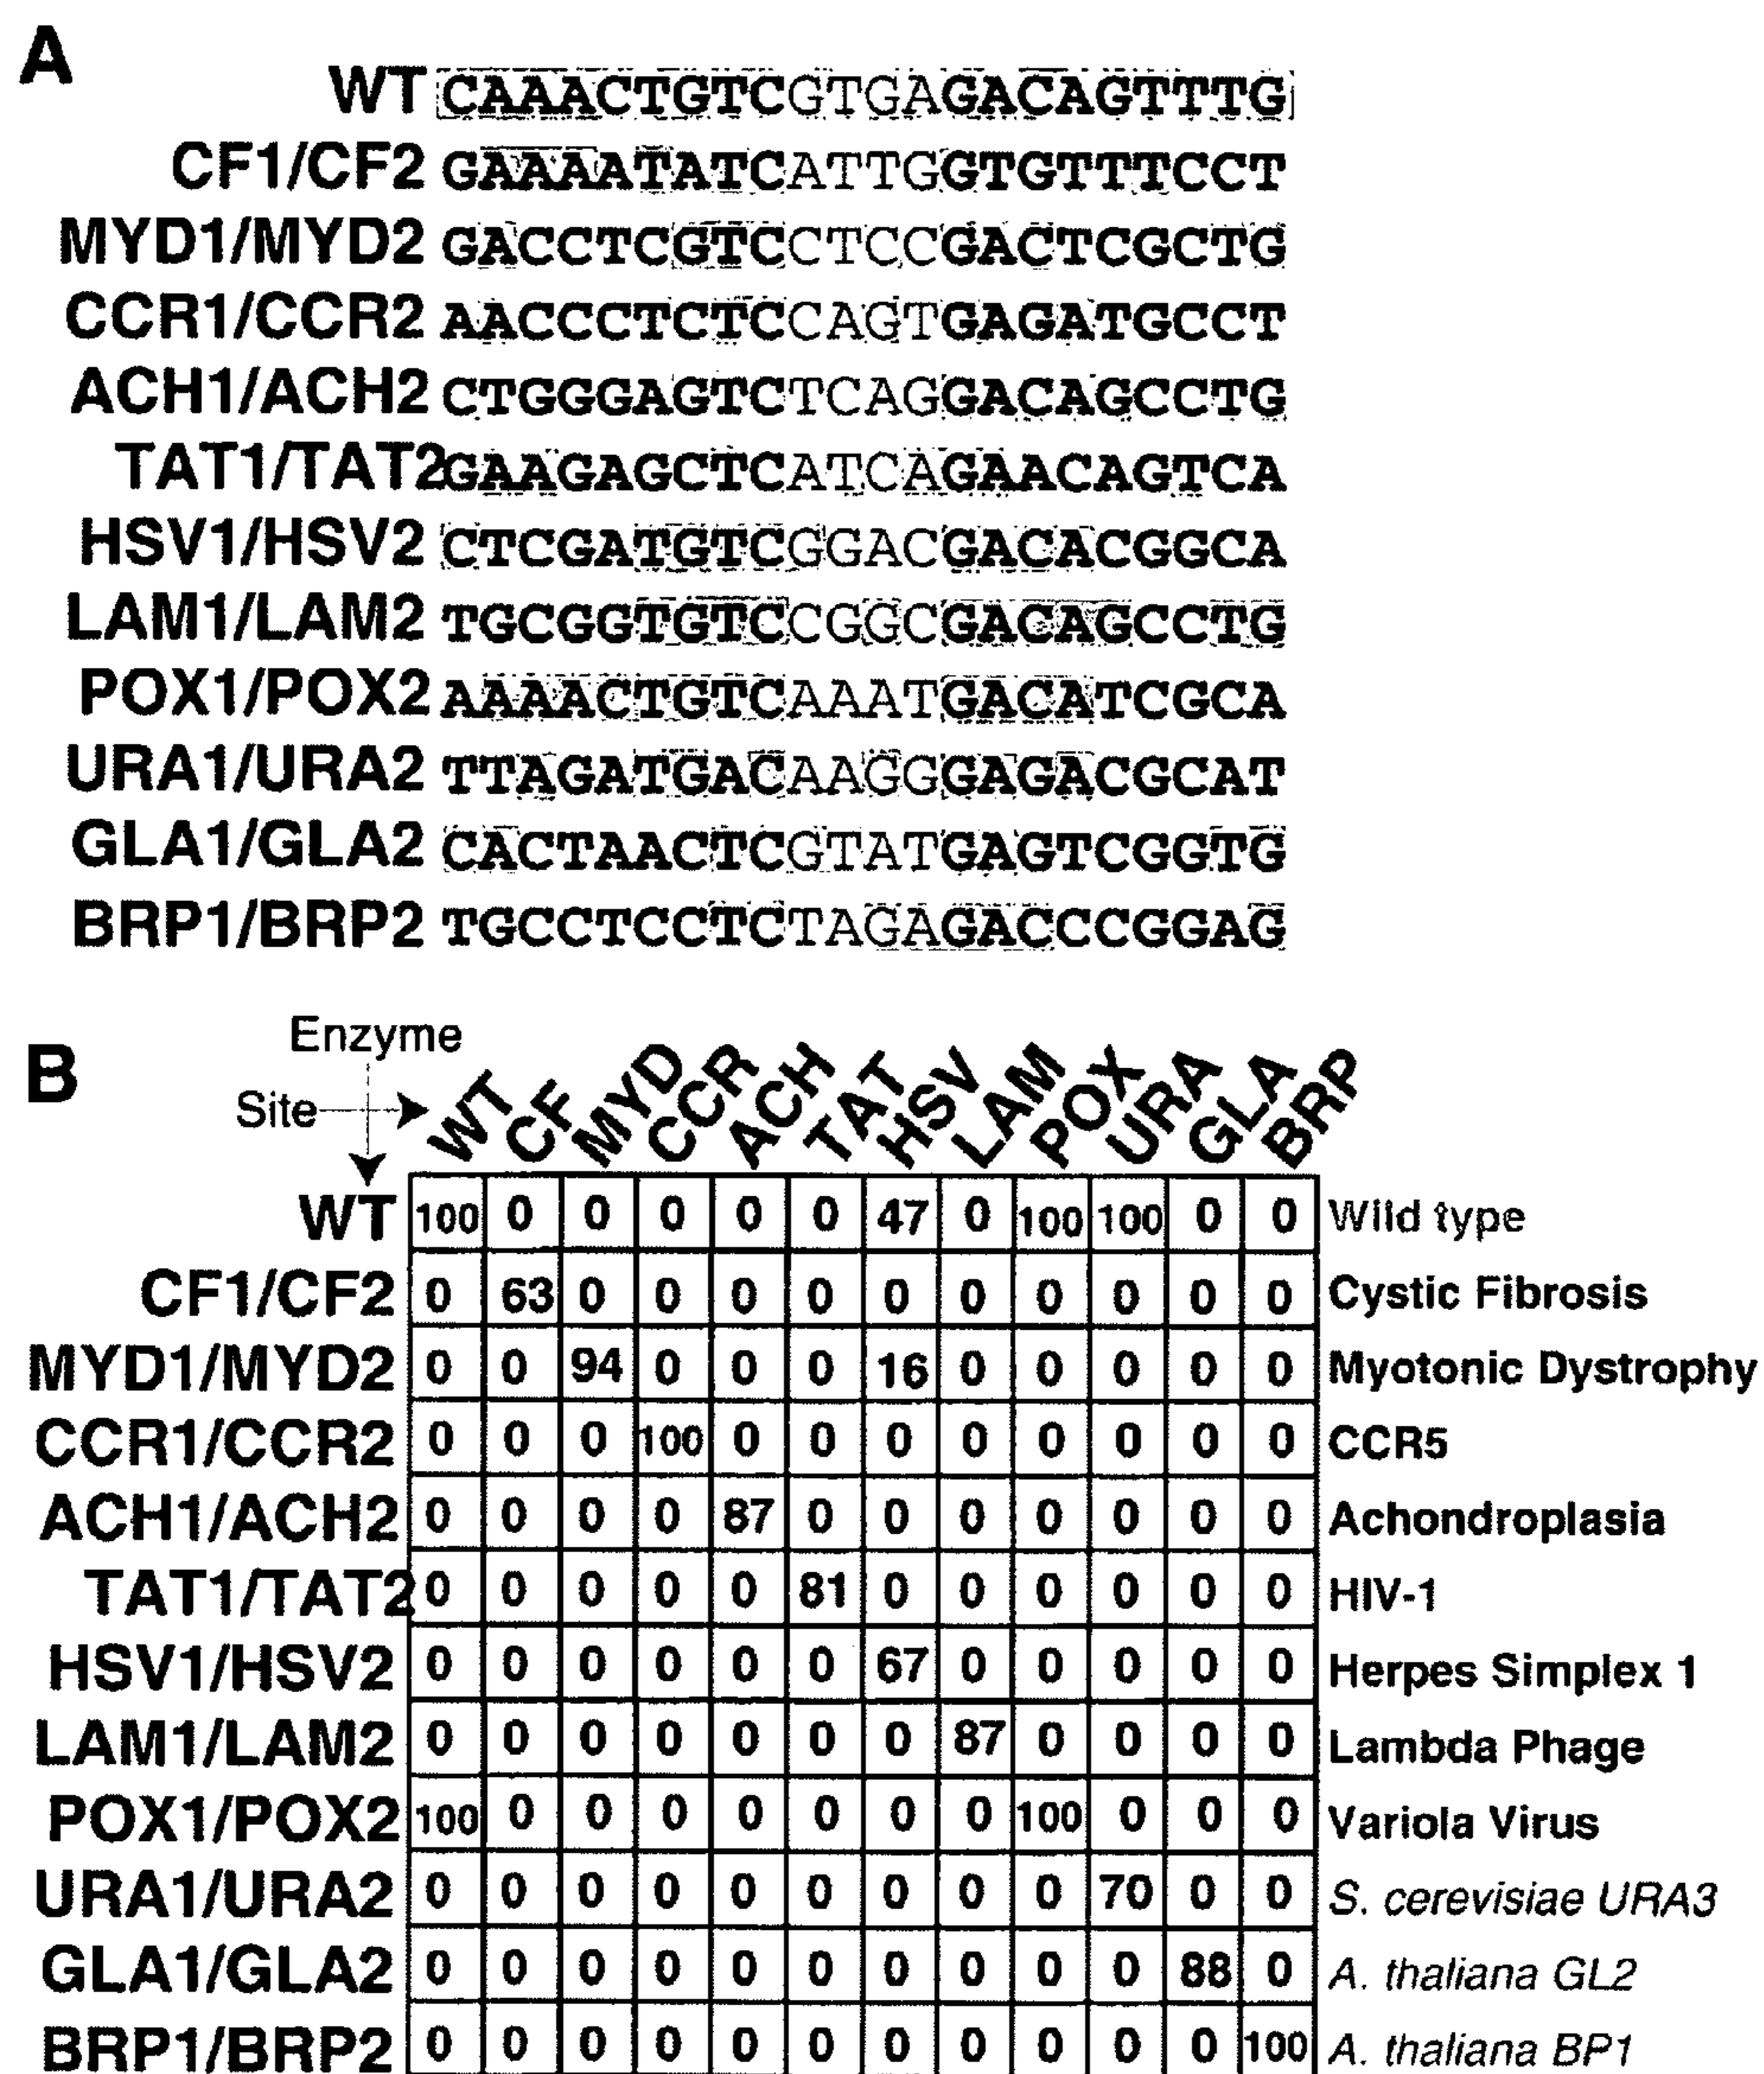 A
WT CAAACTGTCGTGAGACAGTTTG
CF1/CF2 GAAAATATCATTGGTGTTTCCT
MYD1/MYD2 GACCTCGTCCTCCGACTCGCTG
CCR1/CCR2 AACCCTCTCCAGTGAGATGCCT
ACH1/ACH2 CTGGGAGTCTCAGGACAGCCTG
TAT1/TAT2 GAAGAGCTCATCAGAACAGTCA
HSV1/HSV2 CTCGATGTCGGACGACACGGCA
LAM1/LAM2 TGCGGTGTCCGGCGACAGCCTG
POX1/POX2 AAAACTGTCAAATGACATCGCA
URA1/URA2 TTAGATGACAAGGGAGACGCAT
GLA1/GLA2 CACTAACTCGTATGAGTCGGTG
BRP1/BRP2 TGCCTCCTCTAGAGACCCGGAG
B
Enzyme
Site WT CF MYD CCR ACH TAT HSV LAM POX URA GLA BRP
WT 100 0 0 0 0 0 47 0 100 100 0 0 Wild type
CF1/CF2 0 63 0 0 0 0 0 0 0 0 0 0 Cystic Fibrosis
MYD1/MYD2 0 0 94 0 0 0 16 0 0 0 0 0 Myotonic Dystrophy
CCR1/CCR2 0 0 0 100 0 0 0 0 0 0 0 0 CCR5
ACH1/ACH2 0 0 0 0 87 0 0 0 0 0 0 0 Achondroplasia
TAT1/TAT2 0 0 0 0 0 81 0 0 0 0 0 0 HIV-1
HSV1/HSV2 0 0 0 0 0 0 67 0 0 0 0 0 Herpes Simplex 1
LAM1/LAM2 0 0 0 0 0 0 0 87 0 0 0 0 Lambda Phage
POX1/POX2 100 0 0 0 0 0 0 0 100 0 0 0 Variola Virus
URA1/URA2 0 0 0 0 0 0 0 0 0 70 0 0 S. cerevisiae URA3
GLA1/GLA2 0 0 0 0 0 0 0 0 0 0 88 0 A. thaliana GL2
BRP1/BRP2 0 0 0 0 0 0 0 0 0 0 0 100 A. thaliana BP1